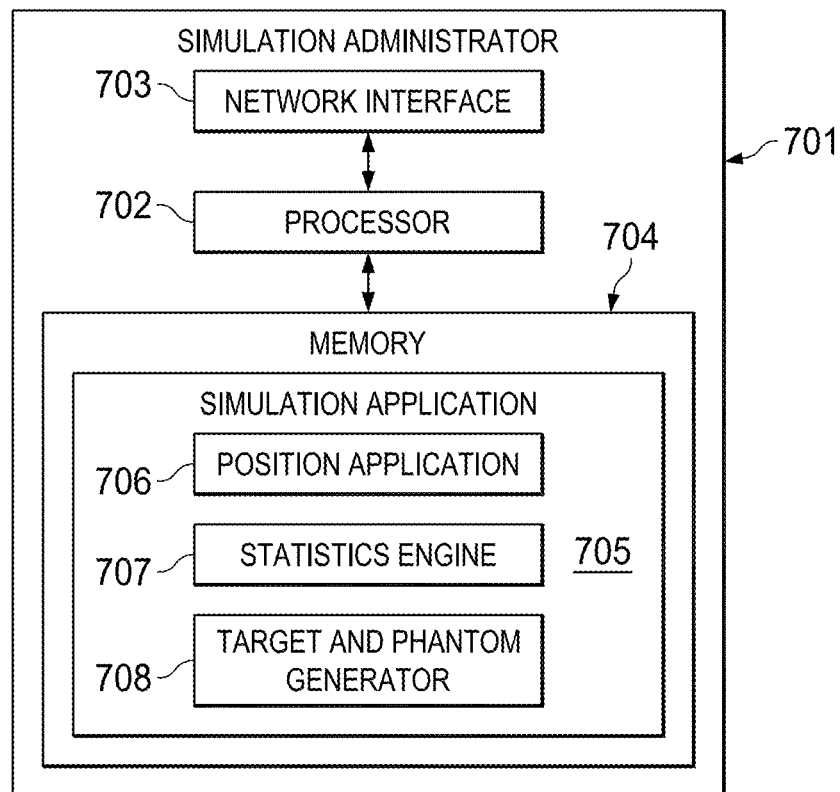 SIMULATION ADMINISTRATOR
703
NETWORK INTERFACE
701
702
PROCESSOR
704
MEMORY
SIMULATION APPLICATION
706
POSITION APPLICATION
707
STATISTICS ENGINE
705
708
TARGET AND PHANTOM
GENERATOR